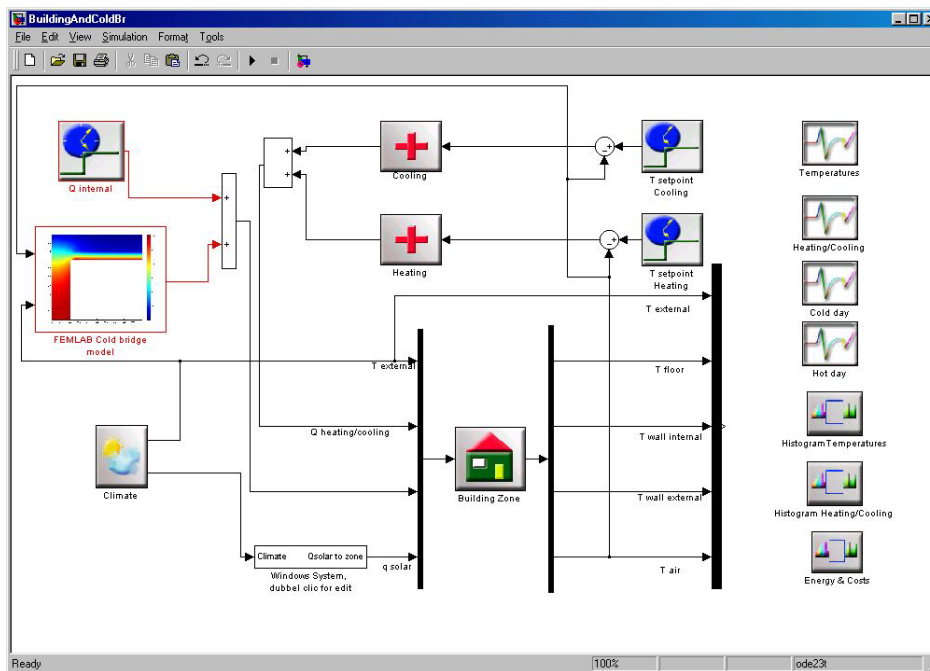 BuildingAndColdBr
File Edit View Simulation Format Tools
Q internal
Cooling
T setpoint
Cooling
Temperatures
Heating
T setpoint
Heating
Heating/Cooling
T external
FEMLAB Cold bridge
model
Cold day
T external
T floor
Hot day
Q heating/cooling
T wall internal
Histogram Temperatures
Climate
Building Zone
T wall external
Histogram Heating/Cooling
Climate Qsolar to zone
q solar
Windows System,
dubbel clic for edit
T air
Energy & Costs
Ready 100% ode23t